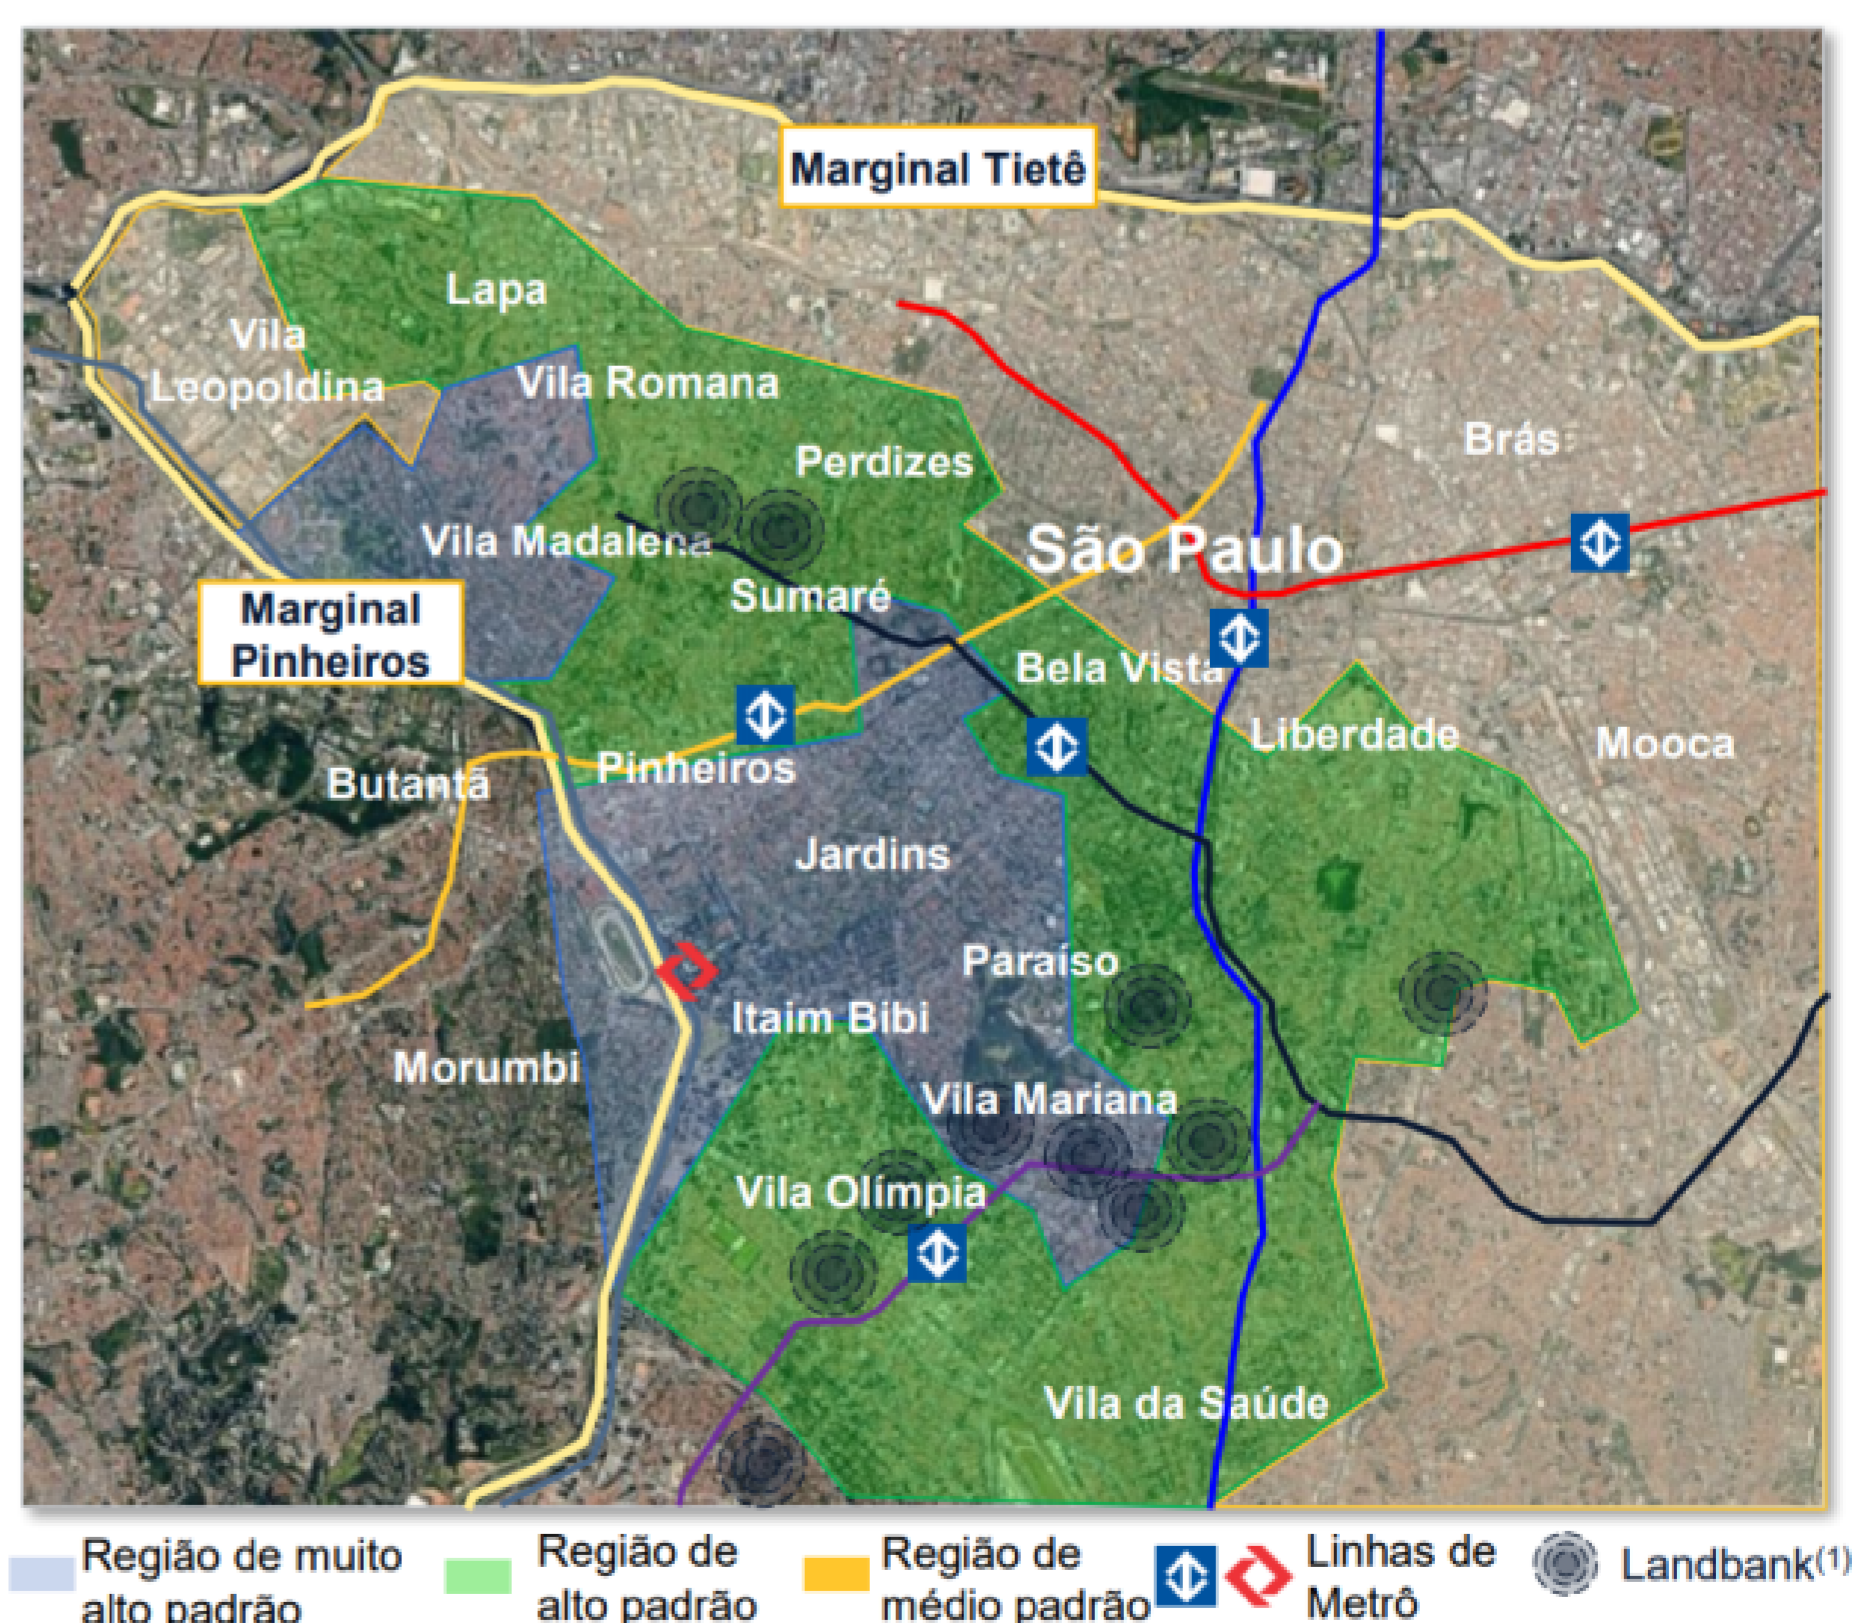 Marginal Tietê
Lapa
Vila
Leopoldina
Vila Romana
Brás
Perdizes
Vila Madalena
São Paulo
Sumaré
Marginal
Pinheiros
Bela Vista
Liberdade
Mooca
Pinheiros
Butantã
Jardins
Paraíso
Itaim Bibi
Morumbi
Vila Mariana
Vila Olímpia
Vila da Saúde
Região de muito
alto padrão
Região de
alto padrão
Região de
médio padrão
Linhas de
Metrô
Landbank(1)